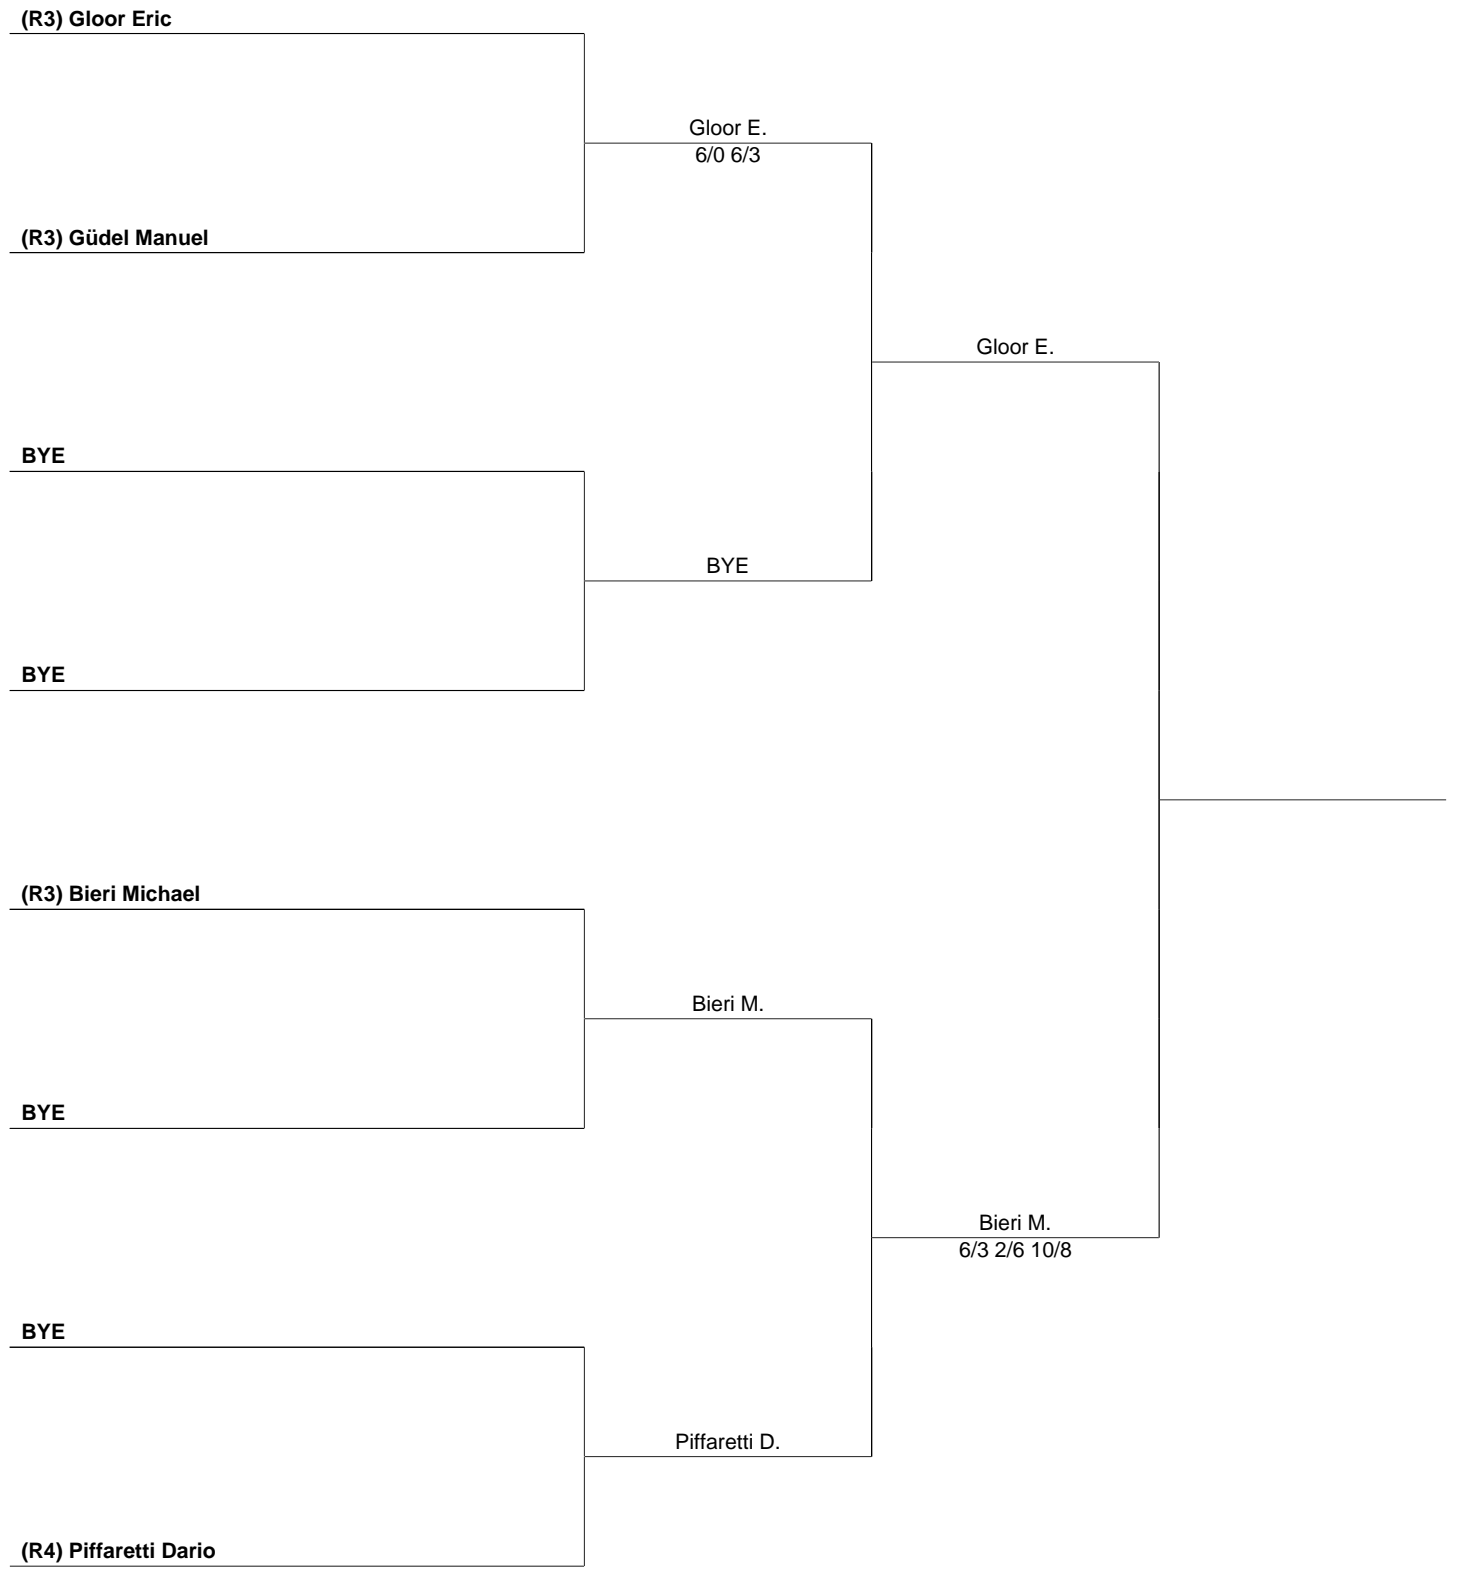 (R3) Gloor Eric
Gloor E.
6/0 6/3
(R3) Güdel Manuel
Gloor E.
BYE
BYE
BYE
(R3) Bieri Michael
Bieri M.
BYE
Bieri M.
6/3 2/6 10/8
BYE
Piffaretti D.
(R4) Piffaretti Dario